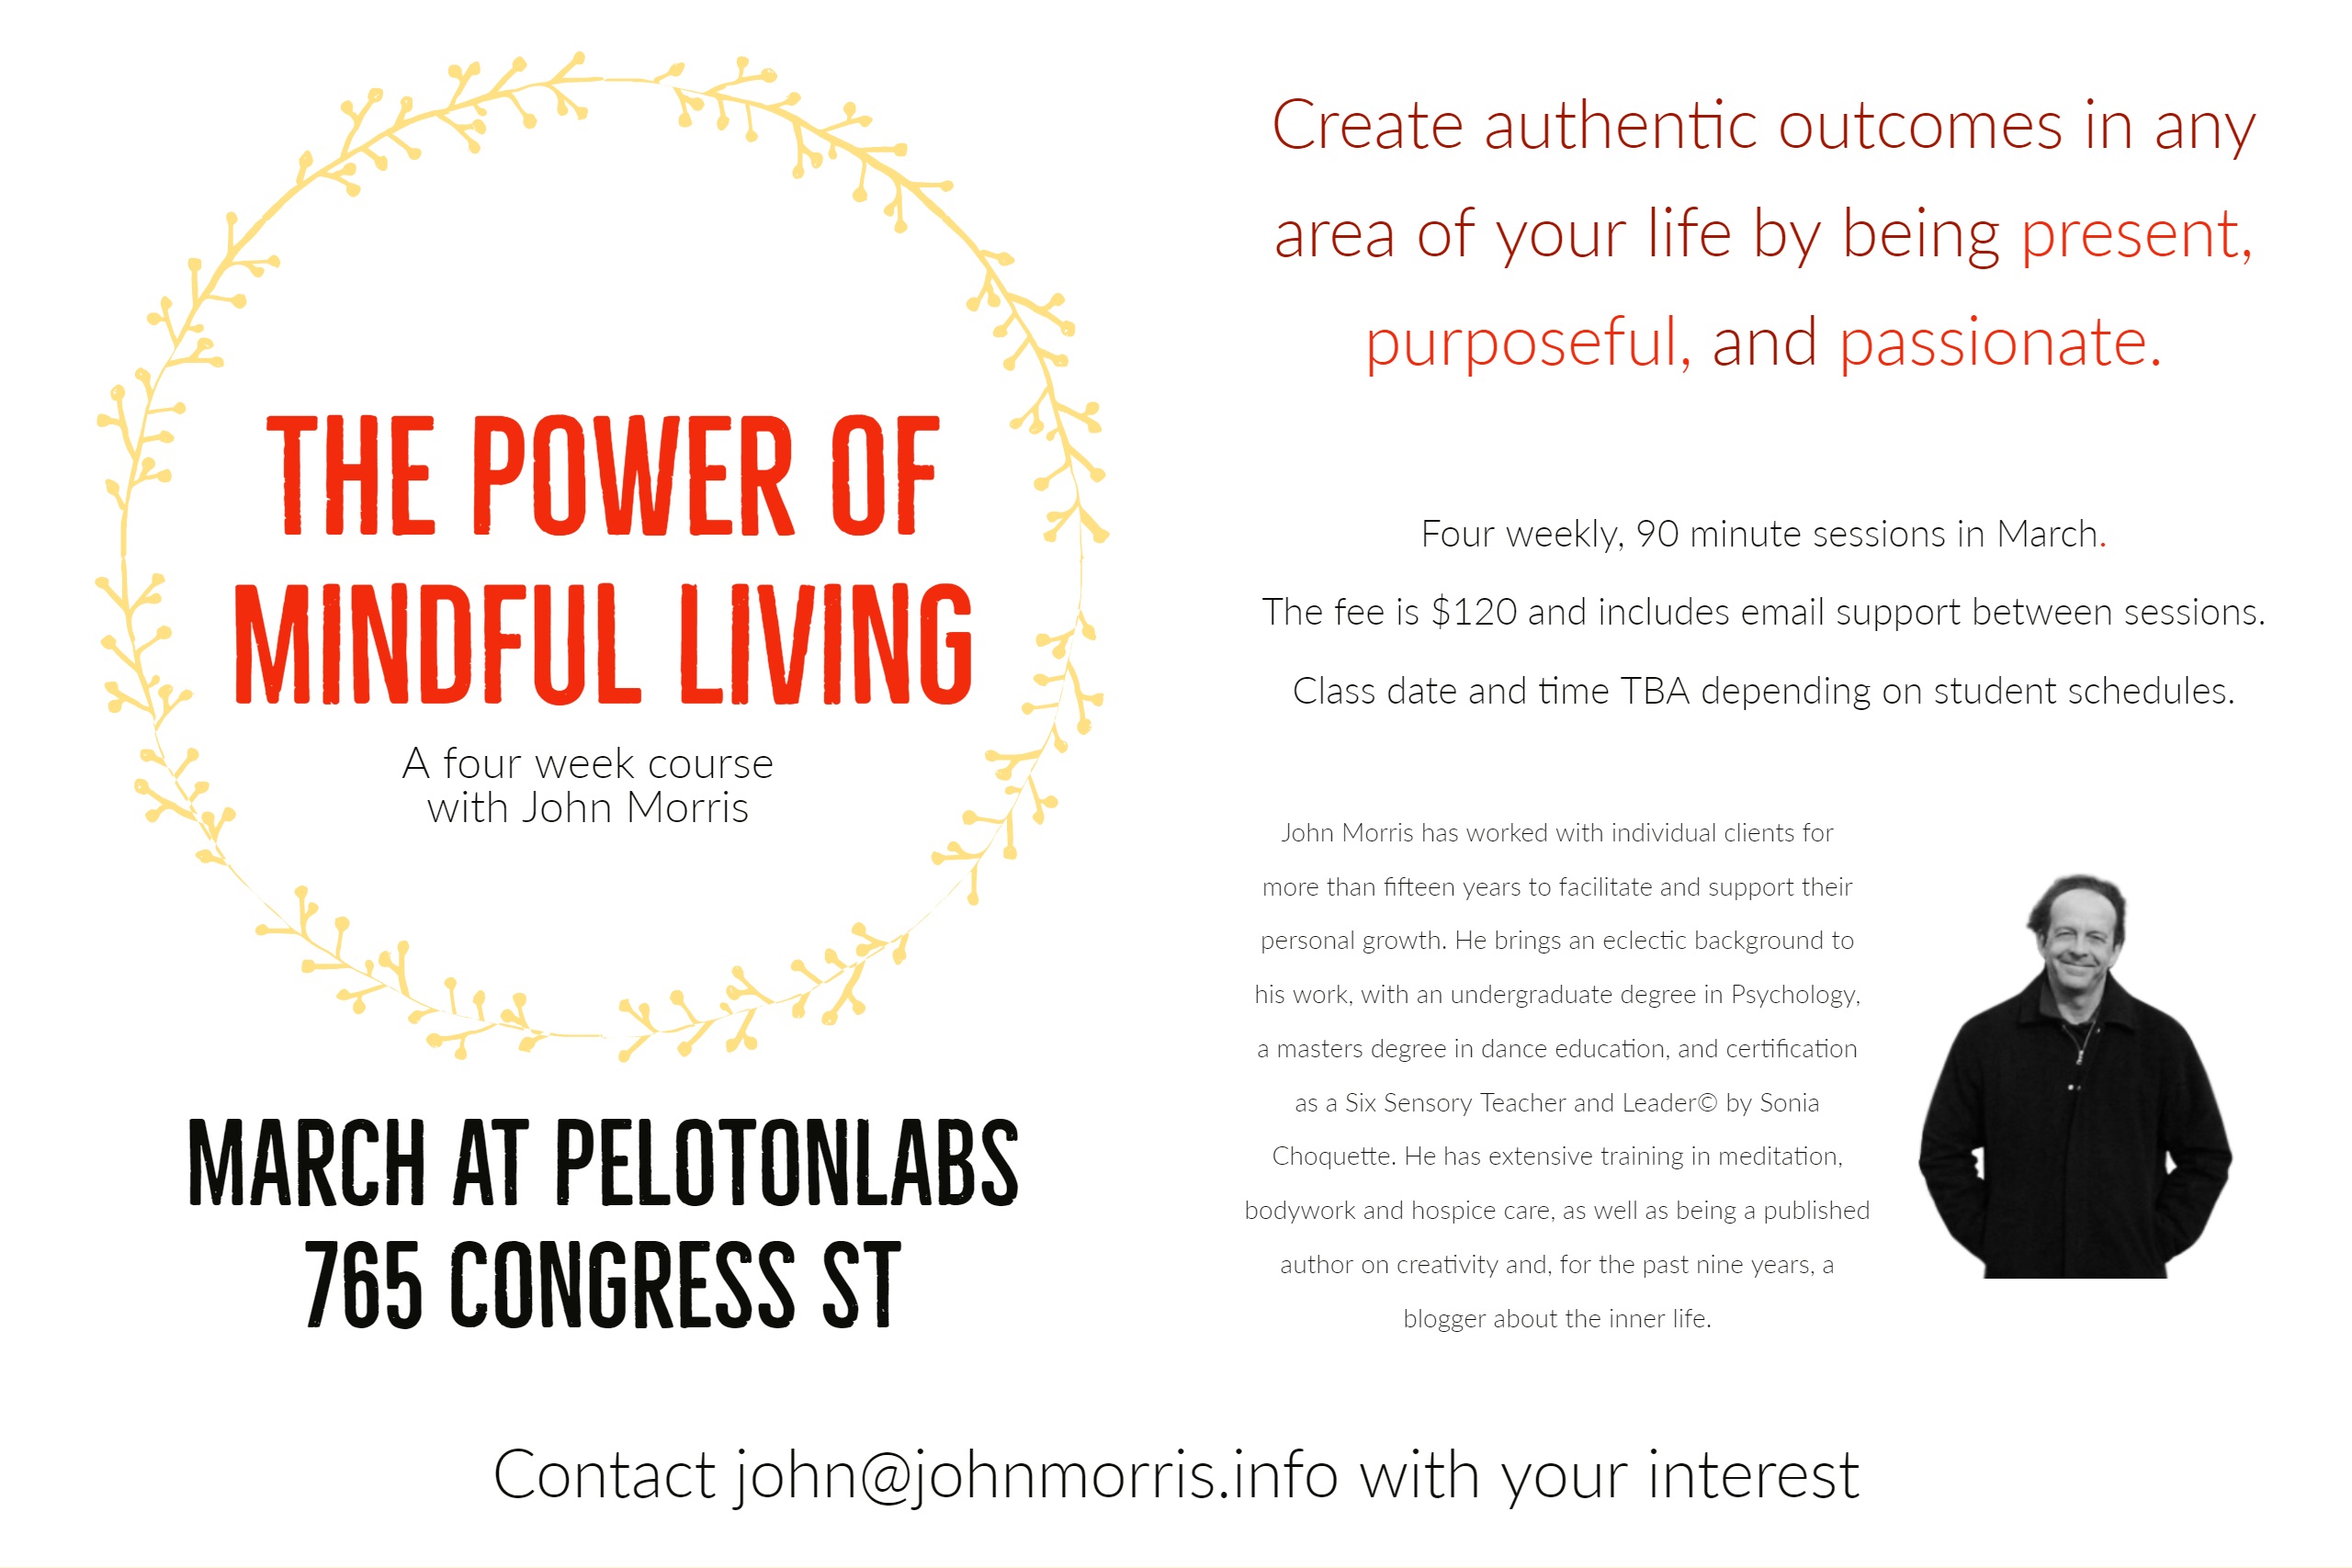 THE POWER OF
MINDFUL LIVING
A four week course
with John Morris
MARCH AT PELOTONLABS
765 CONGRESS ST
Create authentic outcomes in any
area of your life by being present,
purposeful, and passionate.
Four weekly, 90 minute sessions in March.
The fee is $120 and includes email support between sessions.
Class date and time TBA depending on student schedules.
John Morris has worked with individual clients for
more than fifteen years to facilitate and support their
personal growth. He brings an eclectic background to
his work, with an undergraduate degree in Psychology,
a masters degree in dance education, and certification
as a Six Sensory Teacher and Leader© by Sonia
Choquette. He has extensive training in meditation,
bodywork and hospice care, as well as being a published
author on creativity and, for the past nine years, a
blogger about the inner life.
Contact john@johnmorris.info with your interest